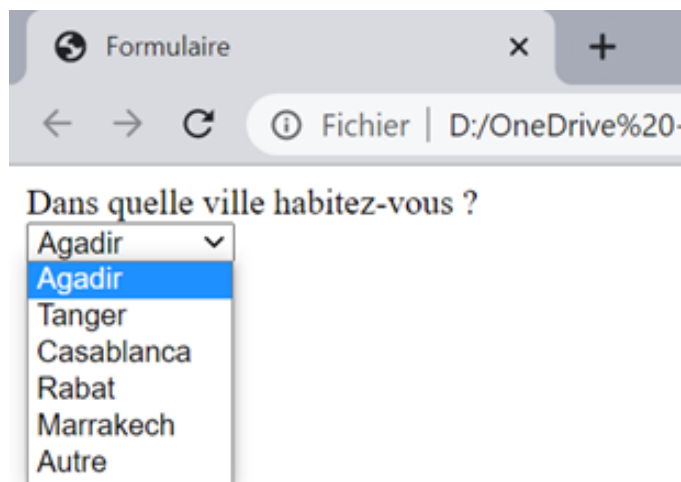 Formulaire
Fichier | D:/OneDrive%20-
Dans quelle ville habitez-vous ?
Agadir
Agadir
Tanger
Casablanca
Rabat
Marrakech
Autre